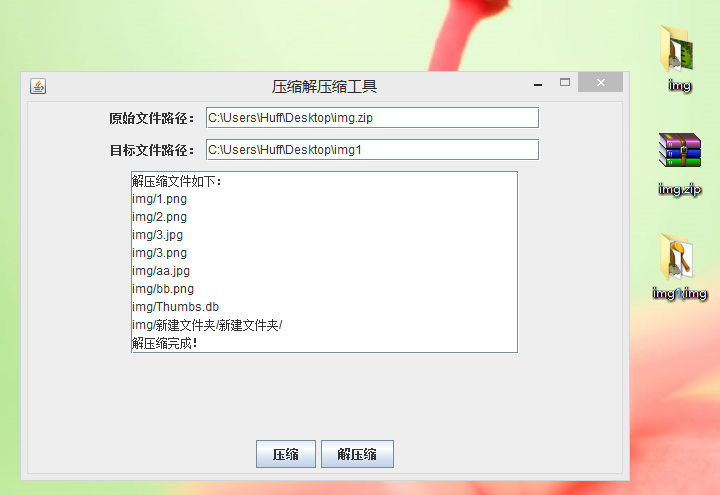 压缩解压缩工具
原始文件路径：
C:\Users\Huff\Desktop\img.zip
目标文件路径：
C:\Users\Huff\Desktop\img1
解压缩文件如下：
img/1.png
img/2.png
img/3.jpg
img/3.png
img/aa.jpg
img/bb.png
img/Thumbs.db
img/新建文件夹/新建文件夹/
解压缩完成！
压缩
解压缩
img
img.zip
img1img